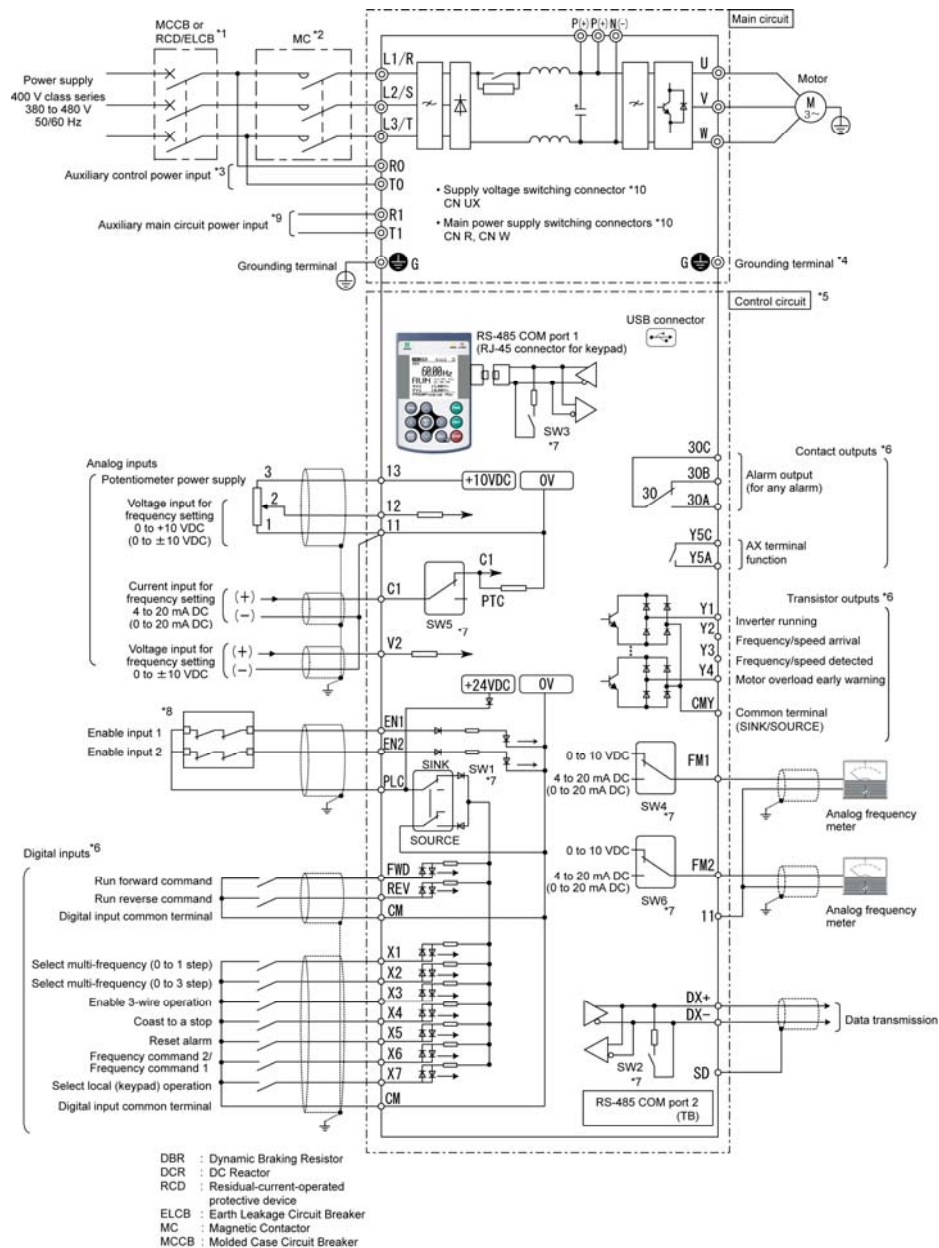 MCCB or
RCD/ELCB *1
MC *2
P(+) P(+) N(-)
Main circuit
Power supply
400 V class series
380 to 480 V
50/60 Hz
L1/R
L2/S
L3/T
U
V
W
Motor
M
3~
Auxiliary control power input *3
R0
T0
Auxiliary main circuit power input *9
R1
T1
• Supply voltage switching connector *10
CN UX
• Main power supply switching connectors *10
CN R, CN W
Grounding terminal
G
G
Grounding terminal *4
Control circuit *5
USB connector
RS-485 COM port 1
(RJ-45 connector for keypad)
60.00Hz
RUN
SW3
*7
Analog inputs
Potentiometer power supply
3
2
1
Voltage input for
frequency setting
0 to +10 VDC
(0 to ±10 VDC)
13
12
11
+10VDC
0V
Current input for
frequency setting
4 to 20 mA DC
(0 to 20 mA DC)
(+)
(-)
C1
C1
PTC
SW5
*7
Voltage input for
frequency setting
0 to ±10 VDC
(+)
(-)
V2
+24VDC
0V
*8
Enable input 1
Enable input 2
EN1
EN2
PLC
SINK
SW1
*7
SOURCE
Contact outputs *6
30C
30B
30A
30
Alarm output
(for any alarm)
Y5C
Y5A
AX terminal
function
Transistor outputs *6
Y1
Inverter running
Y2
Frequency/speed arrival
Y3
Frequency/speed detected
Y4
Motor overload early warning
CMY
Common terminal
(SINK/SOURCE)
0 to 10 VDC
4 to 20 mA DC
(0 to 20 mA DC)
SW4
*7
FM1
Analog frequency
meter
0 to 10 VDC
4 to 20 mA DC
(0 to 20 mA DC)
SW6
*7
FM2
11
Analog frequency
meter
Digital inputs *6
Run forward command
FWD
Run reverse command
REV
Digital input common terminal
CM
Select multi-frequency (0 to 1 step)
X1
Select multi-frequency (0 to 3 step)
X2
Enable 3-wire operation
X3
Coast to a stop
X4
Reset alarm
X5
Frequency command 2/
Frequency command 1
X6
Select local (keypad) operation
X7
Digital input common terminal
CM
DX+
DX-
Data transmission
SW2
*7
SD
RS-485 COM port 2
(TB)
DBR : Dynamic Braking Resistor
DCR : DC Reactor
RCD : Residual-current-operated
protective device
ELCB : Earth Leakage Circuit Breaker
MC : Magnetic Contactor
MCCB : Molded Case Circuit Breaker